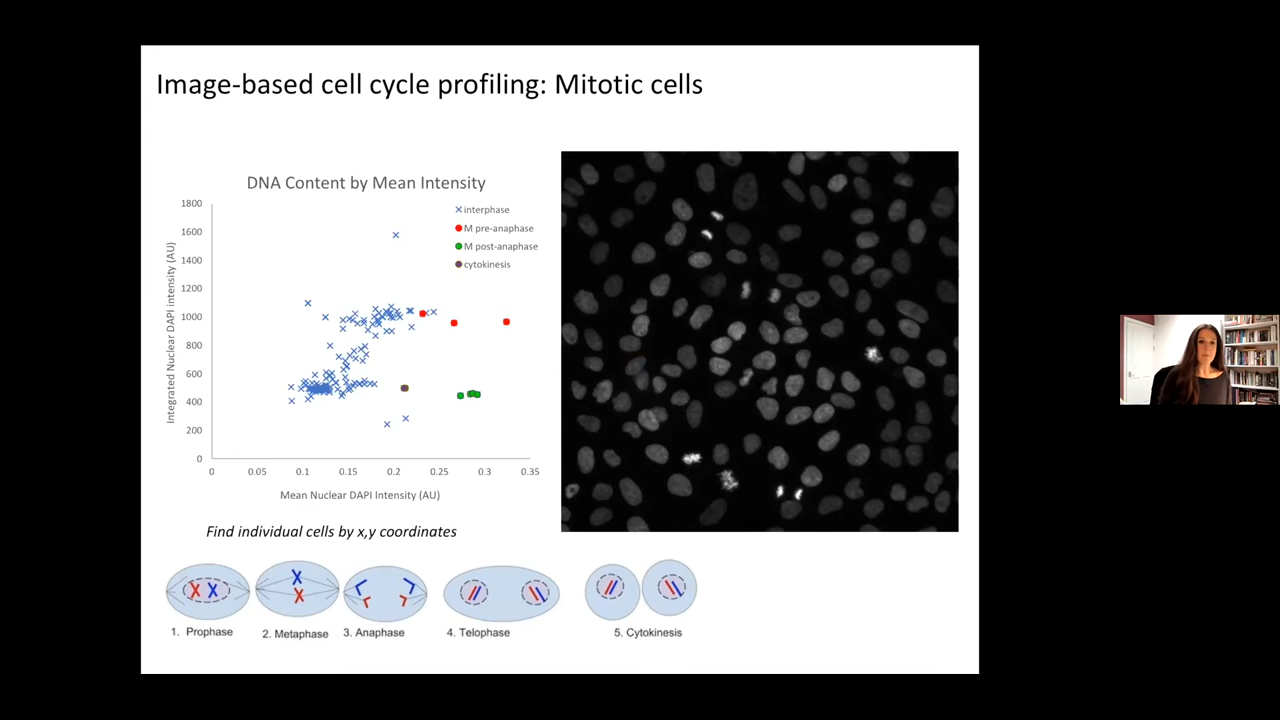 Image-based cell cycle profiling: Mitotic cells
DNA Content by Mean Intensity
Integrated Nuclear DAPI intensity (AU)
1800
1600
1400
1200
1000
800
600
400
200
0
interphase
M pre-anaphase
M post-anaphase
cytokinesis
0 0.05 0.1 0.15 0.2 0.25 0.3 0.35
Mean Nuclear DAPI Intensity (AU)
Find individual cells by x,y coordinates
1. Prophase
2. Metaphase
3. Anaphase
4. Telophase
5. Cytokinesis